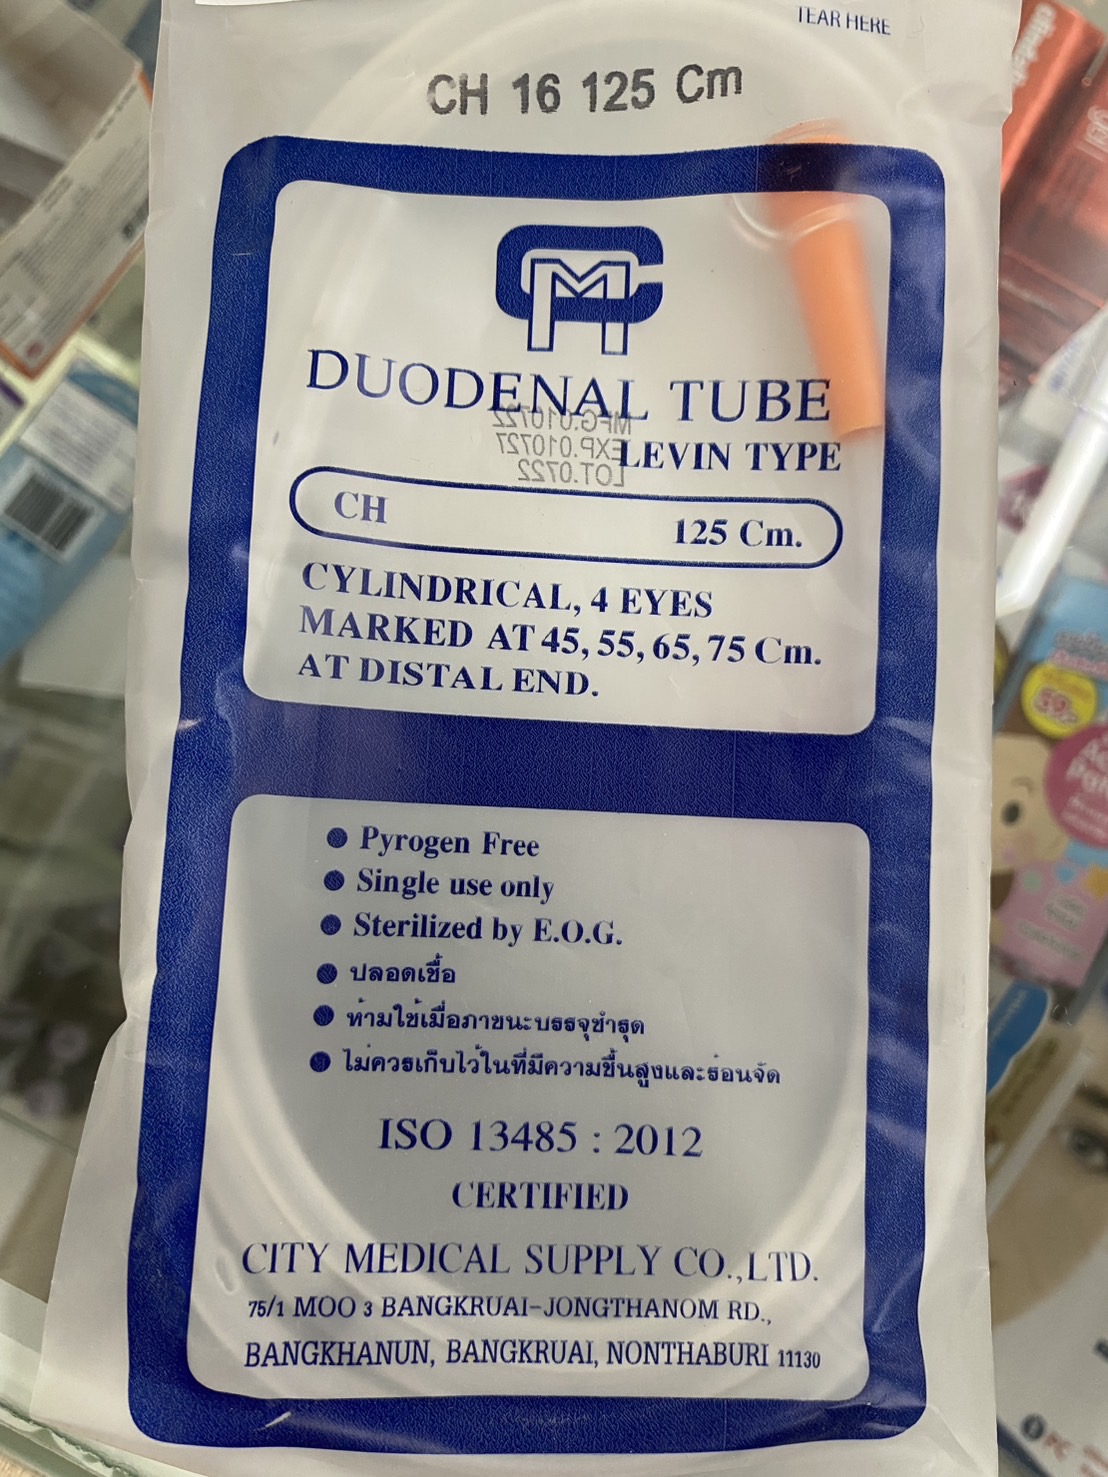 TEAR HERE
CH 16 125 Cm
CM
DUODENAL TUBE
MFG.010722
EXP.010727
LOT.0722
LEVIN TYPE
CH 125 Cm.
CYLINDRICAL, 4 EYES
MARKED AT 45, 55, 65, 75 Cm.
AT DISTAL END.
Pyrogen Free
Single use only
Sterilized by E.O.G.
ปลอดเชื้อ
ห้ามใช้เมื่อภาชนะบรรจุชำรุด
ไม่ควรเก็บไว้ในที่มีความชื้นสูงและร้อนจัด
ISO 13485 : 2012
CERTIFIED
CITY MEDICAL SUPPLY CO.,LTD.
75/1 MOO 3 BANGKRUAI-JONGTHANOM RD.,
BANGKHANUN, BANGKRUAI, NONTHABURI 11130